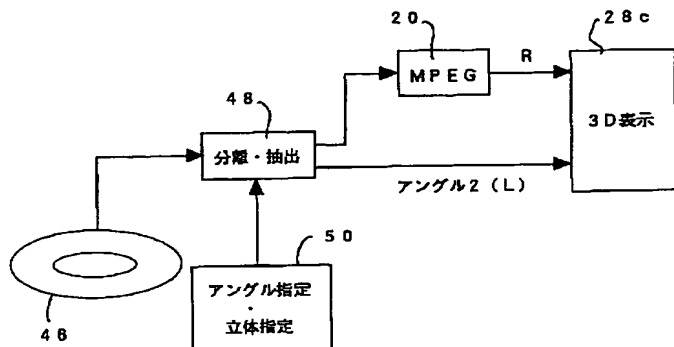 20
28c
MPEG
R
3D表示
48
分離・抽出
アングル2(L)
50
アングル指定
・
立体指定
46